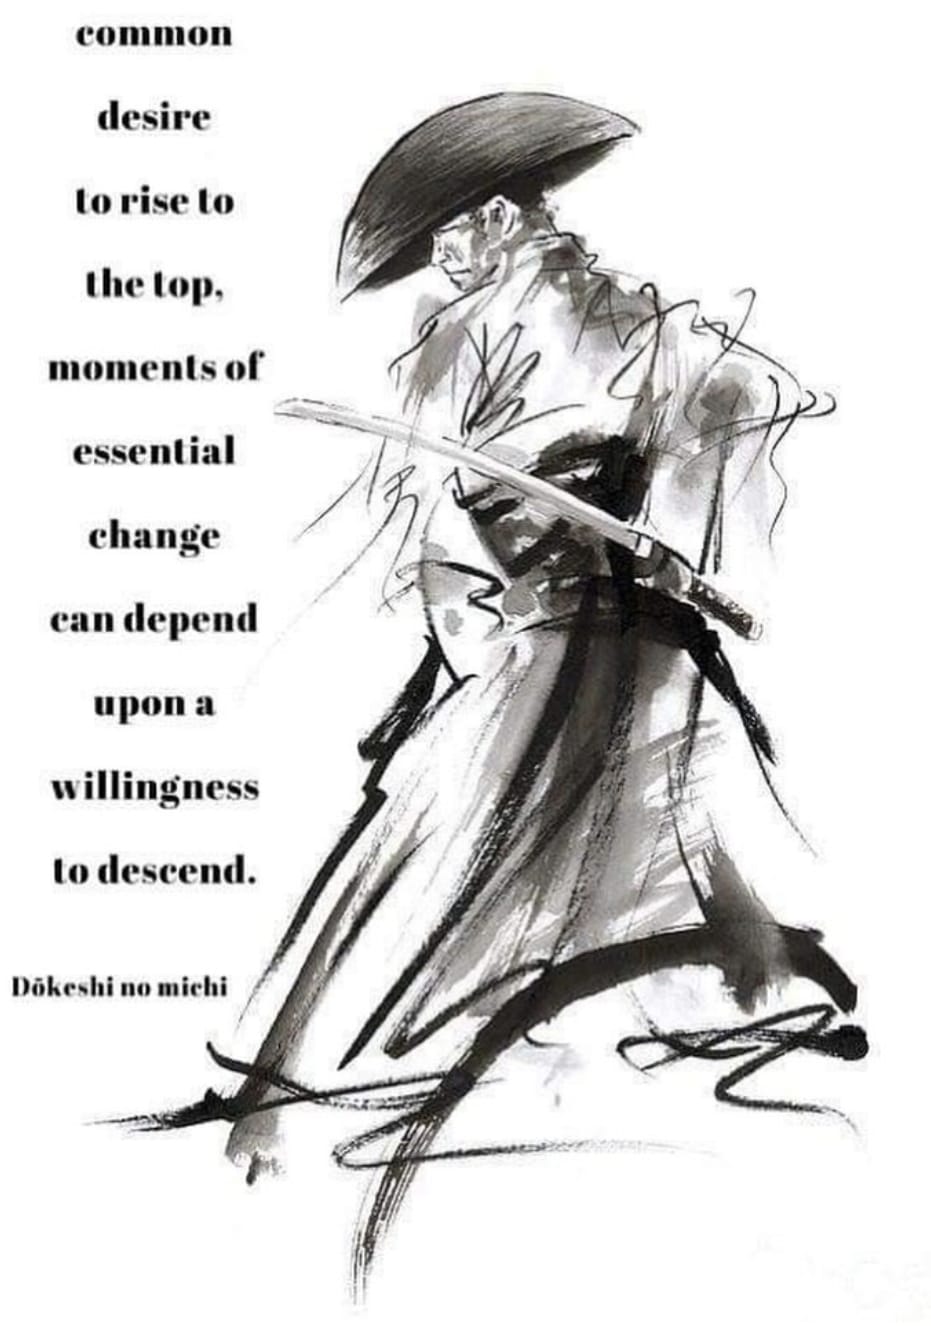 common
desire
to rise to
the top,
moments of
essential
change
can depend
upon a
willingness
to descend.
Dōkeshi no michi